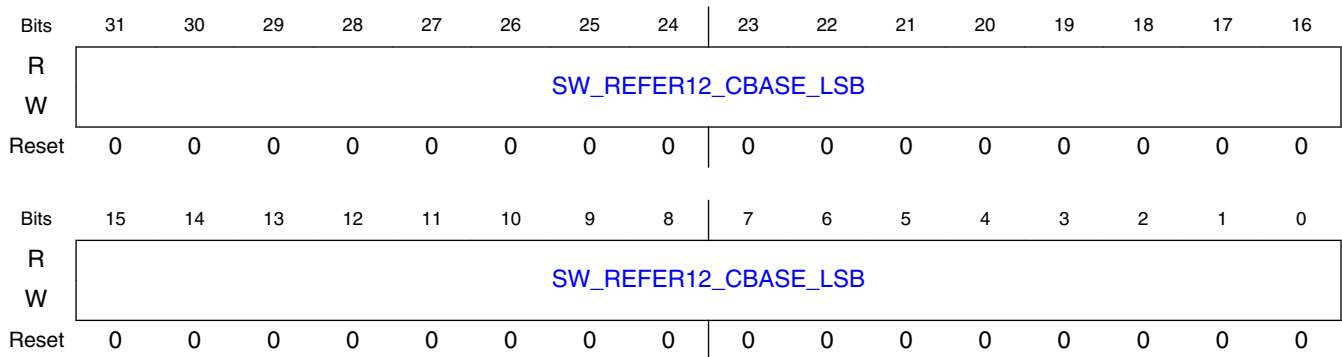 Bits 31 30 29 28 27 26 25 24 23 22 21 20 19 18 17 16
R
SW_REFER12_CBASE_LSB
W
Reset 0 0 0 0 0 0 0 0 0 0 0 0 0 0 0 0
Bits 15 14 13 12 11 10 9 8 7 6 5 4 3 2 1 0
R
SW_REFER12_CBASE_LSB
W
Reset 0 0 0 0 0 0 0 0 0 0 0 0 0 0 0 0